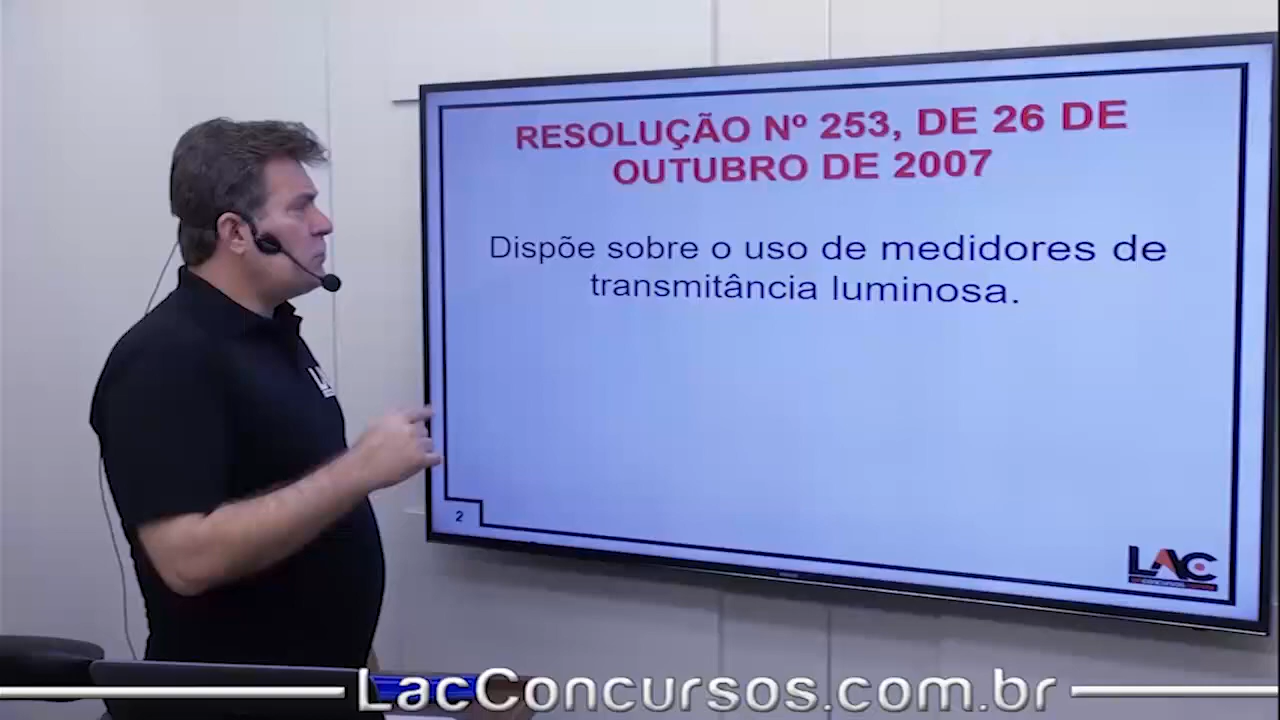 RESOLUÇÃO Nº 253, DE 26 DE
OUTUBRO DE 2007
Dispõe sobre o uso de medidores de
transmitância luminosa.
2
LAC
LacConcursos.com.br